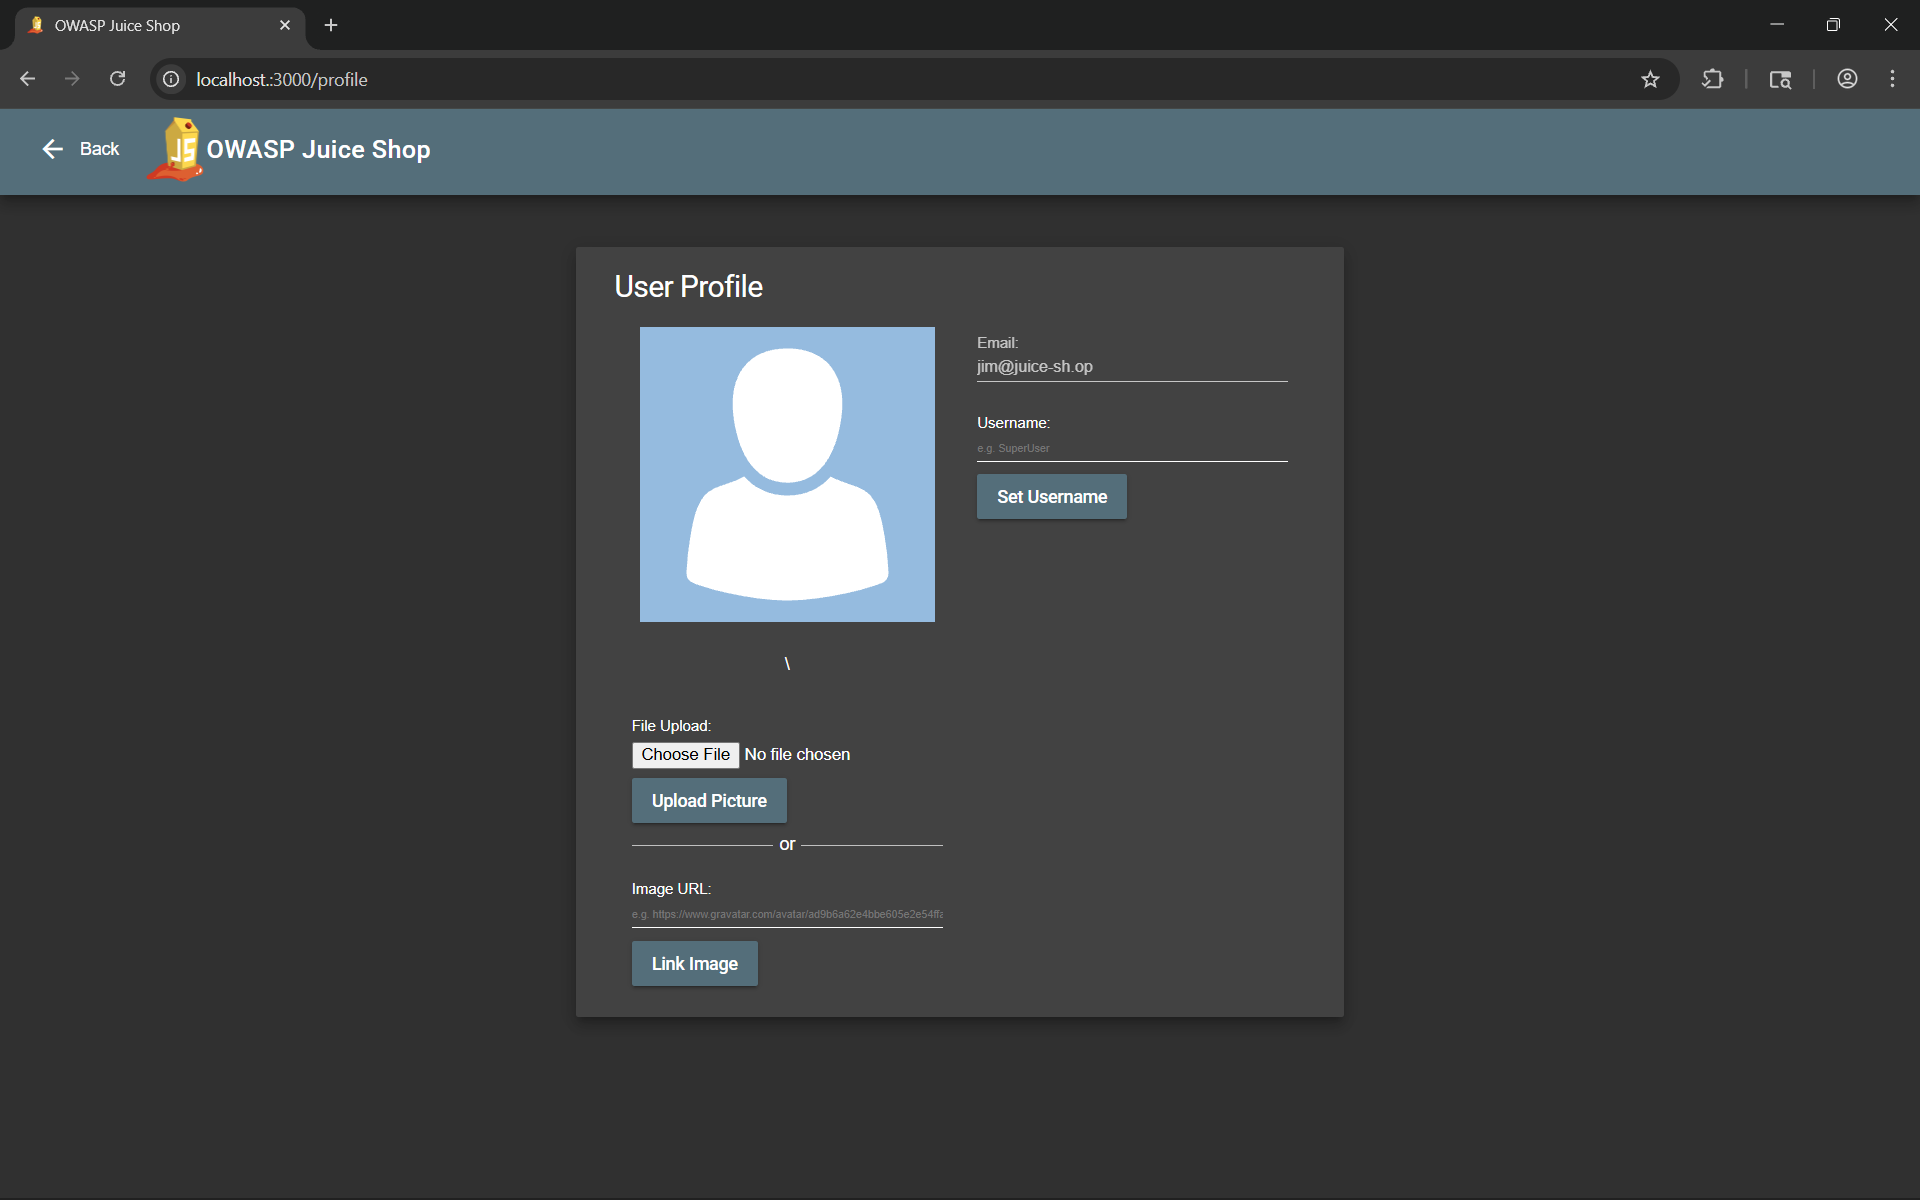 OWASP Juice Shop
localhost.:3000/profile
Back
JS
OWASP Juice Shop
User Profile
Email:
jim@juice-sh.op
Username:
e.g. SuperUser
Set Username
\
File Upload:
Choose File No file chosen
Upload Picture
or
Image URL:
e.g. https://www.gravatar.com/avatar/ad9b6a62e4bbe605e2e54ffa
Link Image